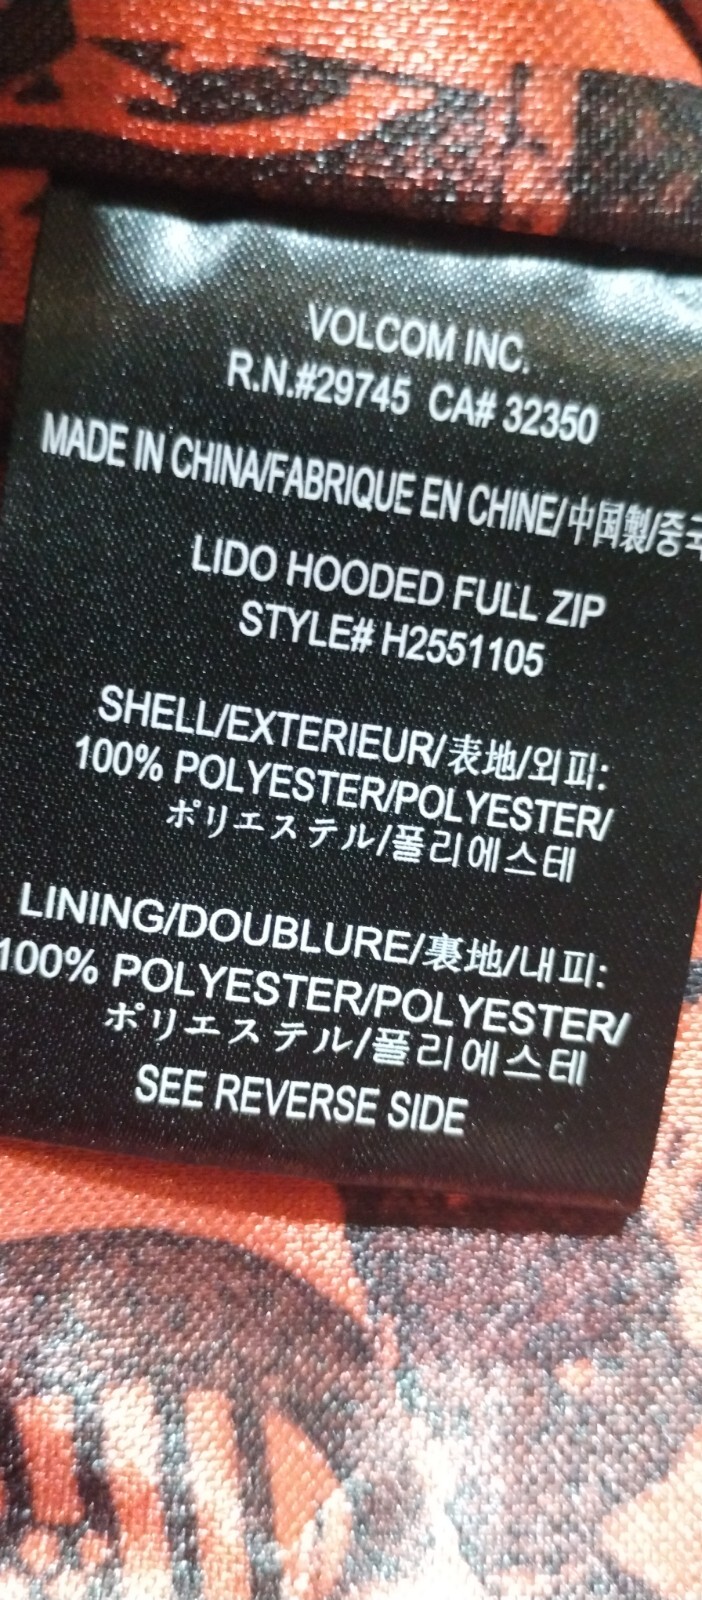 VOLCOM INC.
R.N.#29745 CA# 32350
MADE IN CHINA/FABRIQUE EN CHINE/中国製/중국
LIDO HOODED FULL ZIP
STYLE# H2551105
SHELL/EXTERIEUR/表地/외피:
100% POLYESTER/POLYESTER/
ポリエステル/폴리에스테
LINING/DOUBLURE/裏地/내피:
100% POLYESTER/POLYESTER/
ポリエステル/폴리에스테
SEE REVERSE SIDE